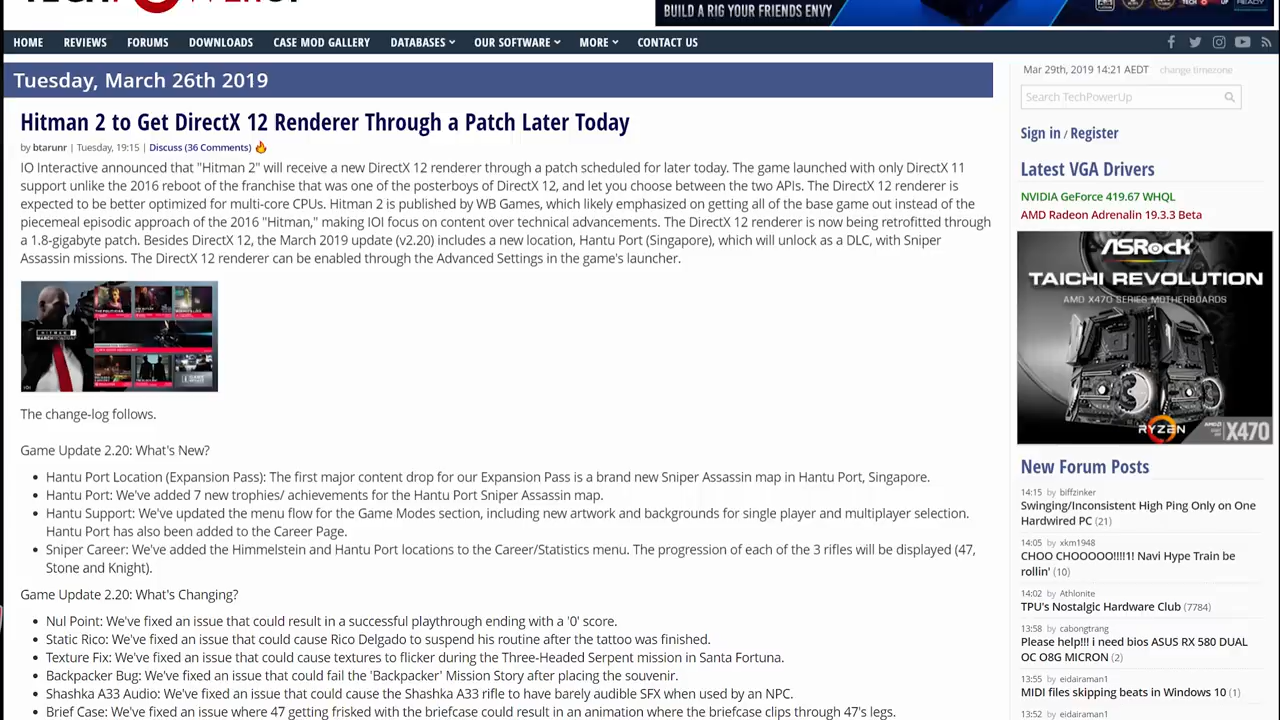 BUILD A RIG YOUR FRIENDS ENVY
HOME REVIEWS FORUMS DOWNLOADS CASE MOD GALLERY DATABASES OUR SOFTWARE MORE CONTACT US
Tuesday, March 26th 2019
Hitman 2 to Get DirectX 12 Renderer Through a Patch Later Today
by btarunr | Tuesday, 19:15 | Discuss (36 Comments)
IO Interactive announced that "Hitman 2" will receive a new DirectX 12 renderer through a patch scheduled for later today. The game launched with only DirectX 11
support unlike the 2016 reboot of the franchise that was one of the posterboys of DirectX 12, and let you choose between the two APIs. The DirectX 12 renderer is
expected to be better optimized for multi-core CPUs. Hitman 2 is published by WB Games, which likely emphasized on getting all of the base game out instead of the
piecemeal episodic approach of the 2016 "Hitman," making IOI focus on content over technical advancements. The DirectX 12 renderer is now being retrofitted through
a 1.8-gigabyte patch. Besides DirectX 12, the March 2019 update (v2.20) includes a new location, Hantu Port (Singapore), which will unlock as a DLC, with Sniper
Assassin missions. The DirectX 12 renderer can be enabled through the Advanced Settings in the game's launcher.
The change-log follows.
Game Update 2.20: What's New?
Hantu Port Location (Expansion Pass): The first major content drop for our Expansion Pass is a brand new Sniper Assassin map in Hantu Port, Singapore.
Hantu Port: We've added 7 new trophies/ achievements for the Hantu Port Sniper Assassin map.
Hantu Support: We've updated the menu flow for the Game Modes section, including new artwork and backgrounds for single player and multiplayer selection.
Hantu Port has also been added to the Career Page.
Sniper Career: We've added the Himmelstein and Hantu Port locations to the Career/Statistics menu. The progression of each of the 3 rifles will be displayed (47,
Stone and Knight).
Game Update 2.20: What's Changing?
Nul Point: We've fixed an issue that could result in a successful playthrough ending with a '0' score.
Static Rico: We've fixed an issue that could cause Rico Delgado to suspend his routine after the tattoo was finished.
Texture Fix: We've fixed an issue that could cause textures to flicker during the Three-Headed Serpent mission in Santa Fortuna.
Backpacker Bug: We've fixed an issue that could fail the 'Backpacker' Mission Story after placing the souvenir.
Shashka A33 Audio: We've fixed an issue that could cause the Shashka A33 rifle to have barely audible SFX when used by an NPC.
Brief Case: We've fixed an issue where 47 getting frisked with the briefcase could result in an animation where the briefcase clips through 47's legs.
Mar 29th, 2019 14:21 AEDT change timezone
Search TechPowerUp
Sign in / Register
Latest VGA Drivers
NVIDIA GeForce 419.67 WHQL
AMD Radeon Adrenalin 19.3.3 Beta
ASRock
TAICHI REVOLUTION
AMD X470 SERIES MOTHERBOARDS
RYZEN
X470
New Forum Posts
14:15 by biffzinker
Swinging/Inconsistent High Ping Only on One
Hardwired PC (21)
14:05 by xkm1948
CHOO CHOOOOO!!!!1! Navi Hype Train be
rollin' (10)
14:02 by Athlonite
TPU's Nostalgic Hardware Club (7784)
13:58 by cabongtrang
Please help!!! i need bios ASUS RX 580 DUAL
OC O8G MICRON (2)
13:55 by eidairaman1
MIDI files skipping beats in Windows 10 (1)
13:52 by eidairaman1